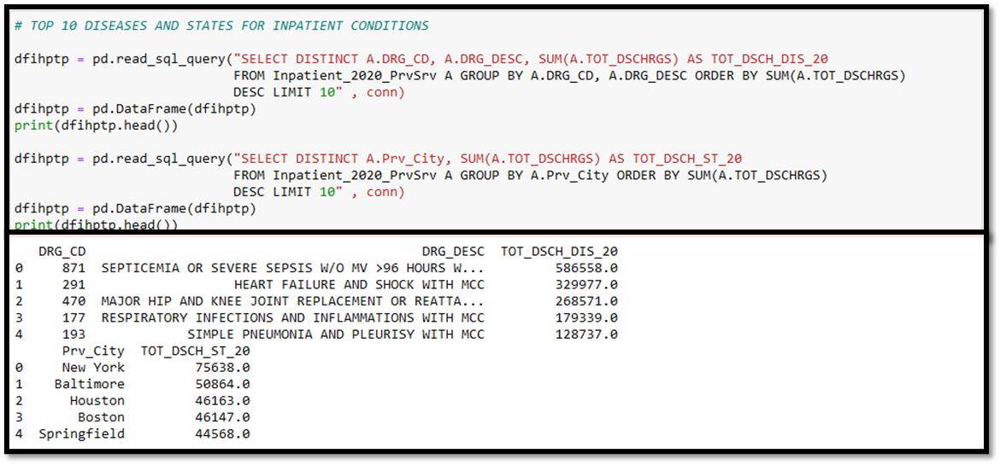 # TOP 10 DISEASES AND STATES FOR INPATIENT CONDITIONS
dfihptp = pd.read_sql_query("SELECT DISTINCT A.DRG_CD, A.DRG_DESC, SUM(A.TOT_DSCHRGS) AS TOT_DSCH_DIS_20
FROM Inpatient_2020_PrvSrv A GROUP BY A.DRG_CD, A.DRG_DESC ORDER BY SUM(A.TOT_DSCHRGS)
DESC LIMIT 10" , conn)
dfihptp = pd.DataFrame(dfihptp)
print(dfihptp.head())
dfihptp = pd.read_sql_query("SELECT DISTINCT A.Prv_City, SUM(A.TOT_DSCHRGS) AS TOT_DSCH_ST_20
FROM Inpatient_2020_PrvSrv A GROUP BY A.Prv_City ORDER BY SUM(A.TOT_DSCHRGS)
DESC LIMIT 10" , conn)
dfihptp = pd.DataFrame(dfihptp)
print(dfihptp.head())
DRG_CD DRG_DESC TOT_DSCH_DIS_20
0 871 SEPTICEMIA OR SEVERE SEPSIS W/O MV >96 HOURS W... 586558.0
1 291 HEART FAILURE AND SHOCK WITH MCC 329977.0
2 470 MAJOR HIP AND KNEE JOINT REPLACEMENT OR REATTA... 268571.0
3 177 RESPIRATORY INFECTIONS AND INFLAMMATIONS WITH MCC 179339.0
4 193 SIMPLE PNEUMONIA AND PLEURISY WITH MCC 128737.0
Prv_City TOT_DSCH_ST_20
0 New York 75638.0
1 Baltimore 50864.0
2 Houston 46163.0
3 Boston 46147.0
4 Springfield 44568.0